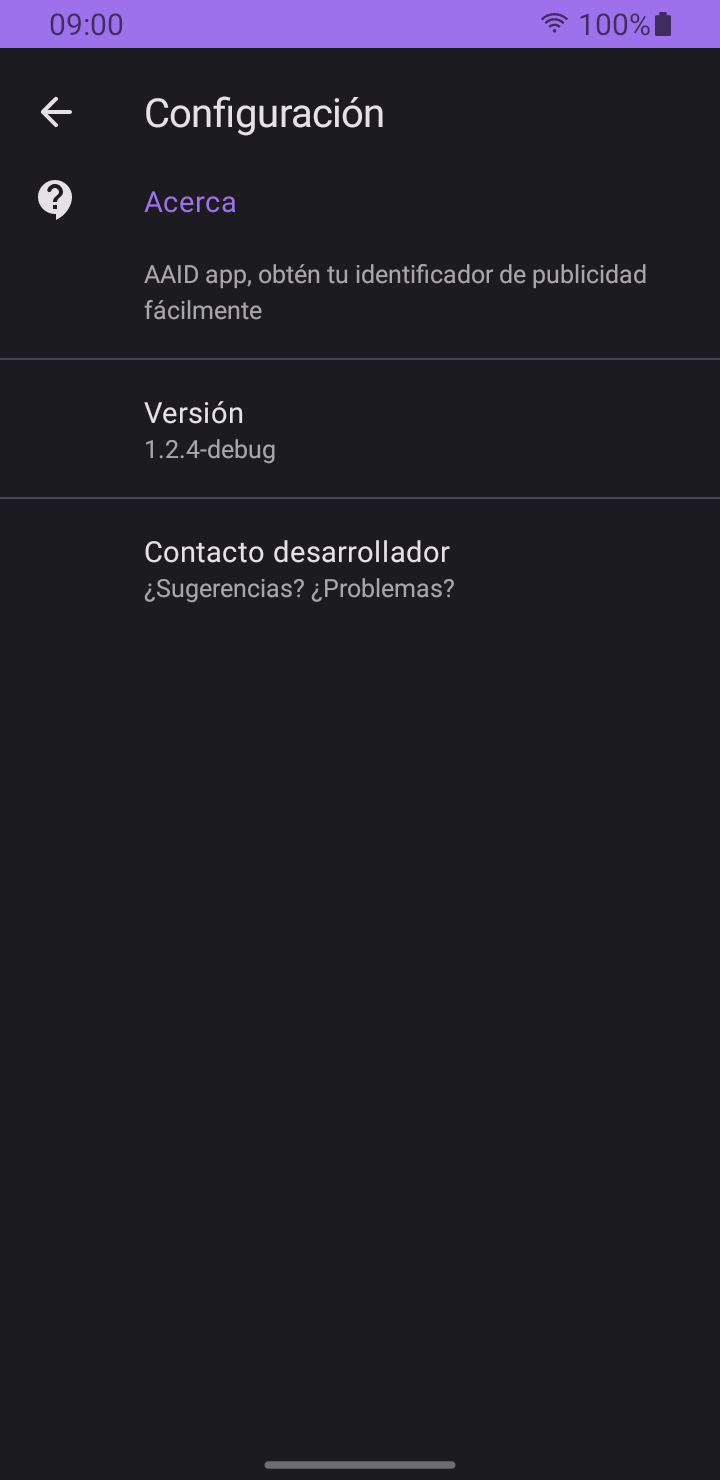 09:00 100%
Configuración
Acerca
AAID app, obtén tu identificador de publicidad
fácilmente
Versión
1.2.4-debug
Contacto desarrollador
¿Sugerencias? ¿Problemas?